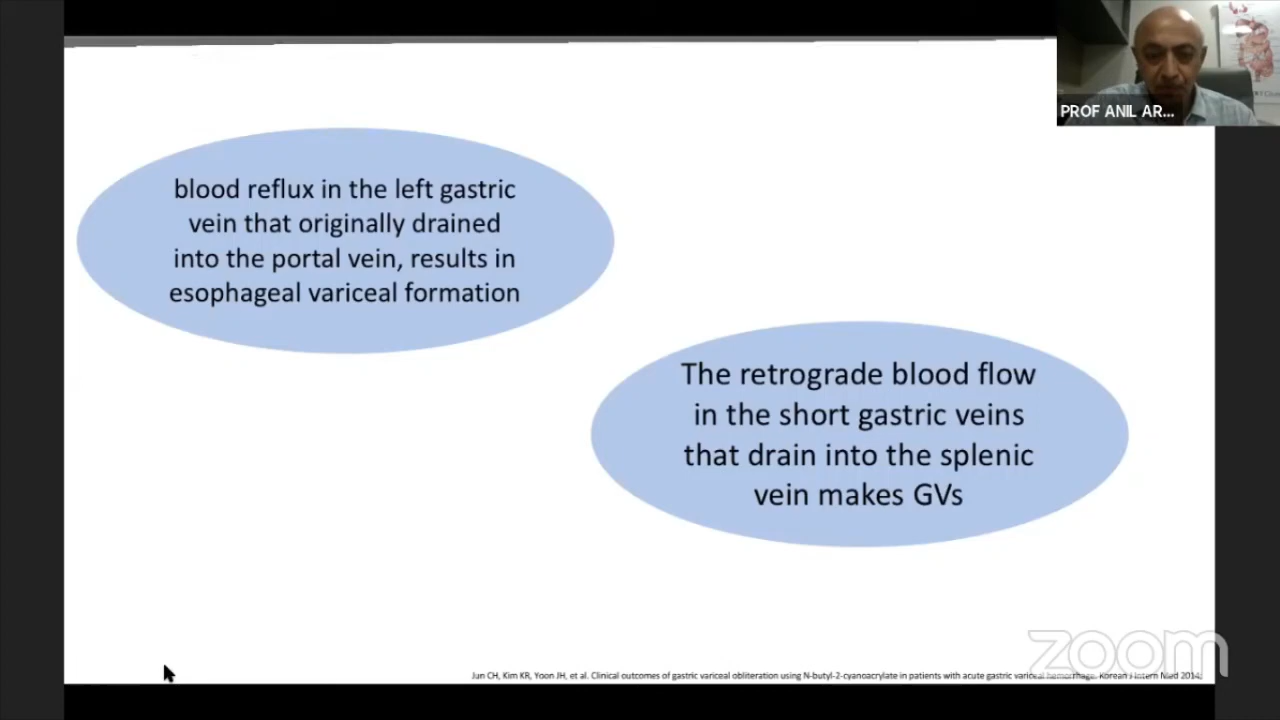 PROF ANIL AR...
blood reflux in the left gastric
vein that originally drained
into the portal vein, results in
esophageal variceal formation
The retrograde blood flow
in the short gastric veins
that drain into the splenic
vein makes GVs
zoom
Jun CH, Kim KR, Yoon JH, et al. Clinical outcomes of gastric variceal obliteration using N-butyl-2-cyanoacrylate in patients with acute gastric variceal hemorrhage. Korean J Intern Med 2014;